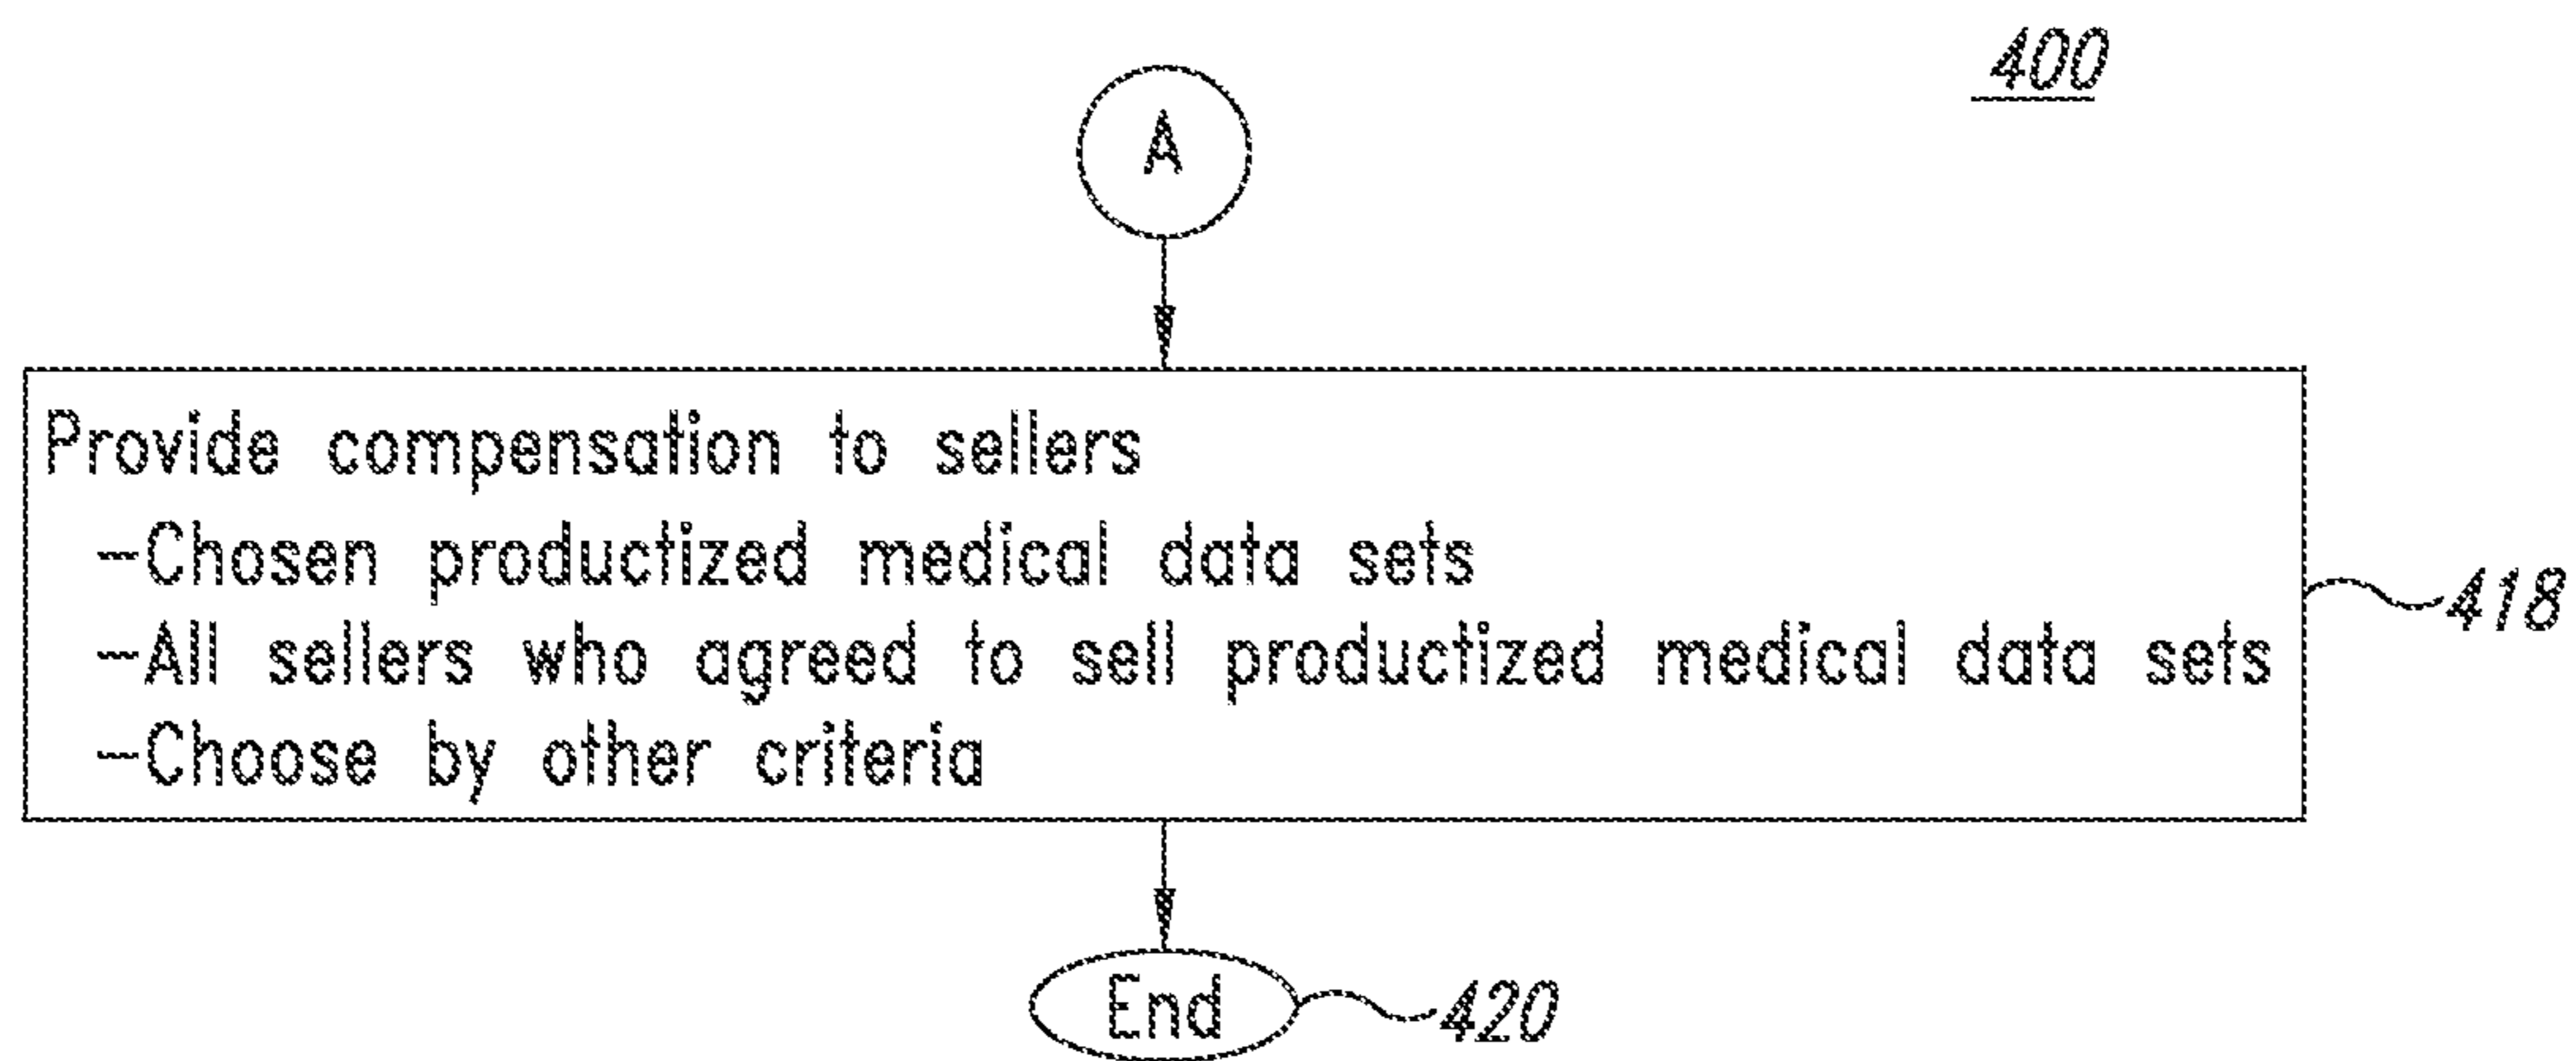 400
A
Provide compensation to sellers
-Chosen productized medical data sets
-All sellers who agreed to sell productized medical data sets
-Choose by other criteria
418
End
420